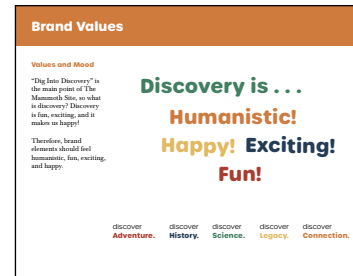 Brand Values
Values and Mood
“Dig Into Discovery” is
the main point of The
Mammoth Site, so what
is discovery? Discovery
is fun, exciting, and it
makes us happy!
Therefore, brand
elements should feel
humanistic, fun, exciting,
and happy.
Discovery is . . .
Humanistic!
Happy! Exciting!
Fun!
discover discover discover discover discover
Adventure. History. Science. Legacy. Connection.